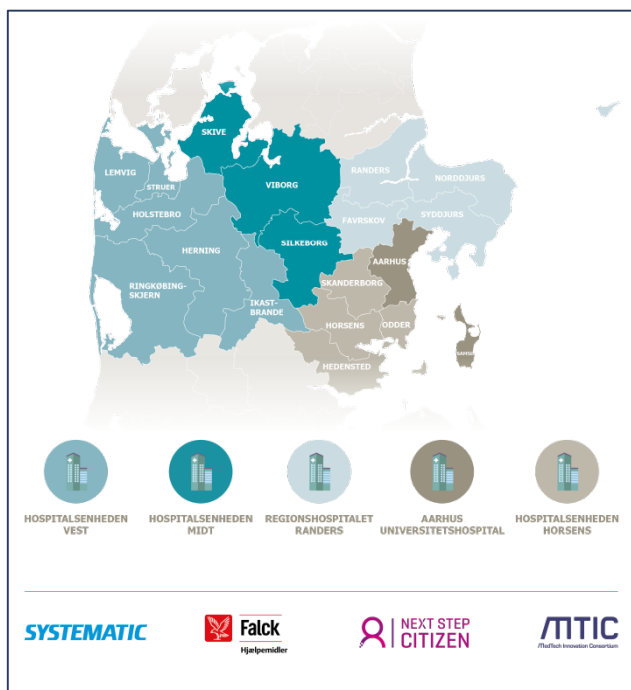 SKIVE
LEMVIG
STRUER
VIBORG
RANDERS
NORDDJURS
HOLSTEBRO
FAVRSKOV
SYDDJURS
HERNING
SILKEBORG
AARHUS
SKANDERBORG
RINGKØBING-
SKJERN
IKAST-
BRANDE
HORSENS
ODDER
HEDENSTED
SAMSØ
HOSPITALSENHEDEN
VEST
HOSPITALSENHEDEN
MIDT
REGIONSHOSPITALET
RANDERS
AARHUS
UNIVERSITETSHOSPITAL
HOSPITALSENHEDEN
HORSENS
SYSTEMATIC
Falck
Hjælpemidler
NEXT STEP
CITIZEN
MTIC
MedTech Innovation Consortium